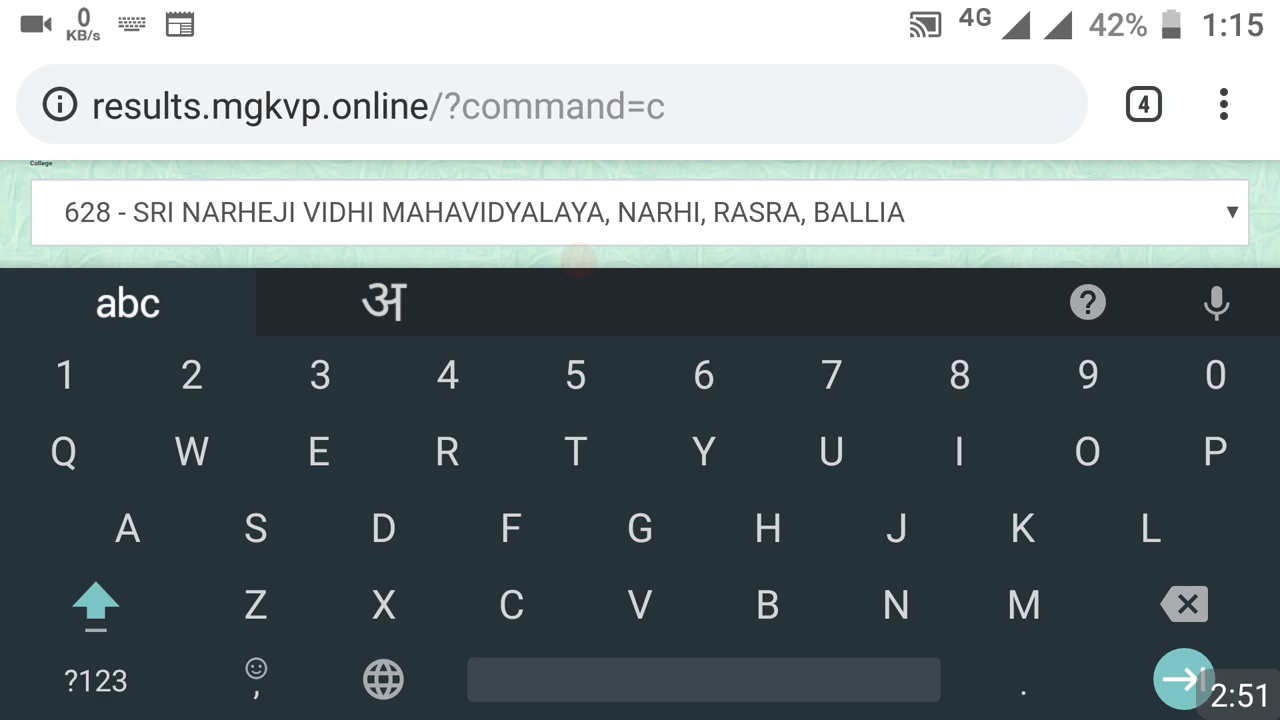 0
KB/s
4G
42%
1:15
results.mgkvp.online/?command=c
4
College
628 - SRI NARHEJI VIDHI MAHAVIDYALAYA, NARHI, RASRA, BALLIA
abc
अ
1 2 3 4 5 6 7 8 9 0
Q W E R T Y U I O P
A S D F G H J K L
Z X C V B N M
?123
,
.
2:51